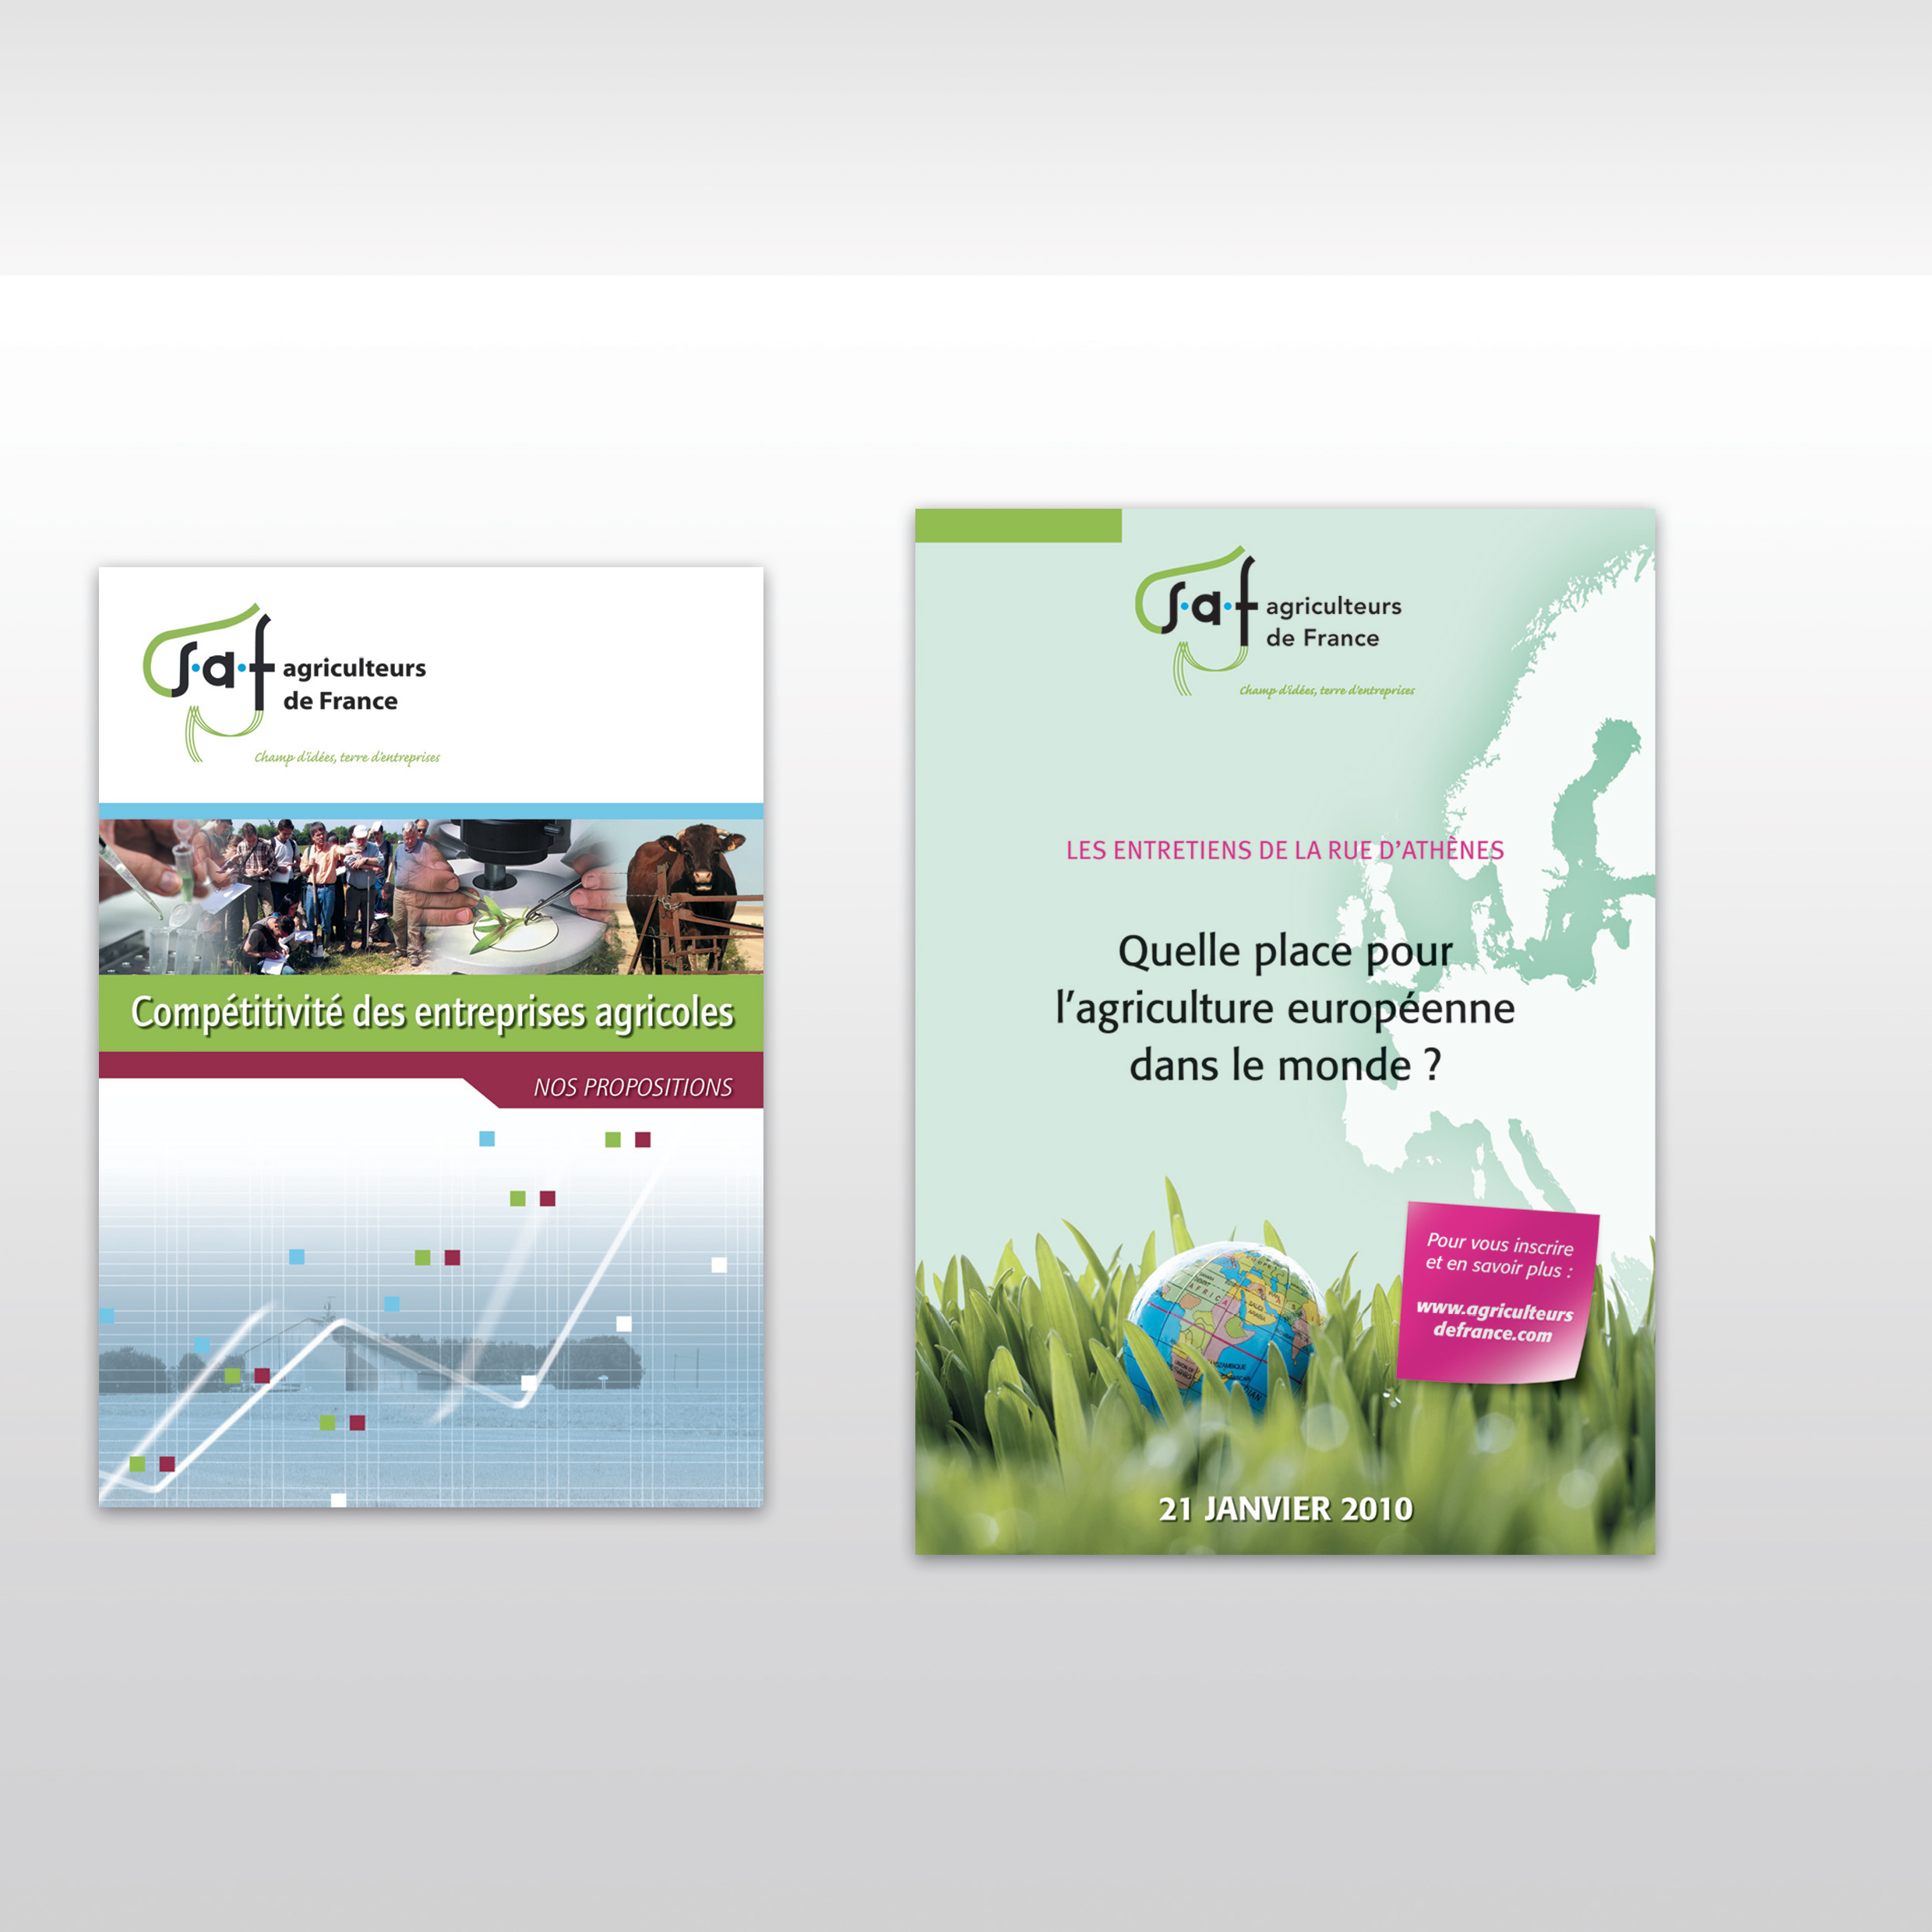 s.a.f agriculteurs
de France
Champ d'idées, terre d'entreprises
Compétitivité des entreprises agricoles
NOS PROPOSITIONS
s.a.f agriculteurs
de France
Champ d'idées, terre d'entreprises
LES ENTRETIENS DE LA RUE D'ATHÈNES
Quelle place pour
l'agriculture européenne
dans le monde ?
AFRICA
Pour vous inscrire
et en savoir plus :
www.agriculteurs
defrance.com
21 JANVIER 2010